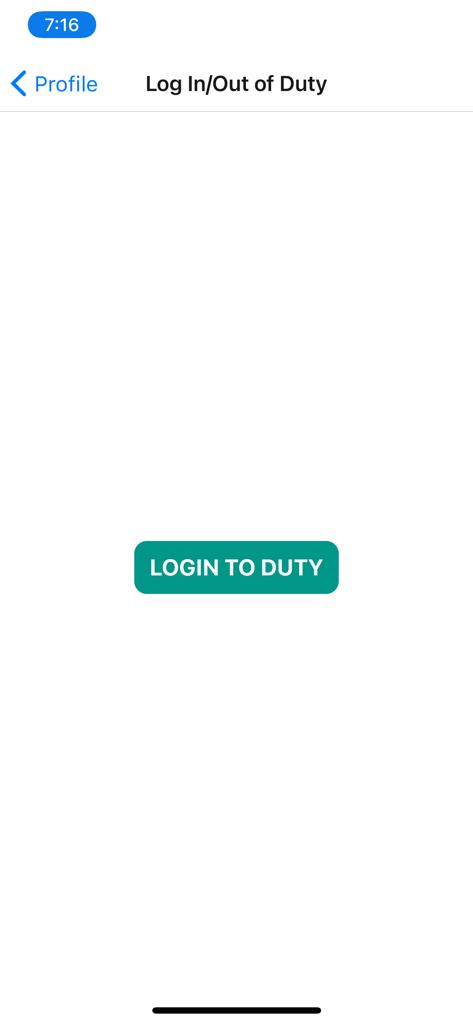 7:16
Profile
Log In/Out of Duty
LOGIN TO DUTY